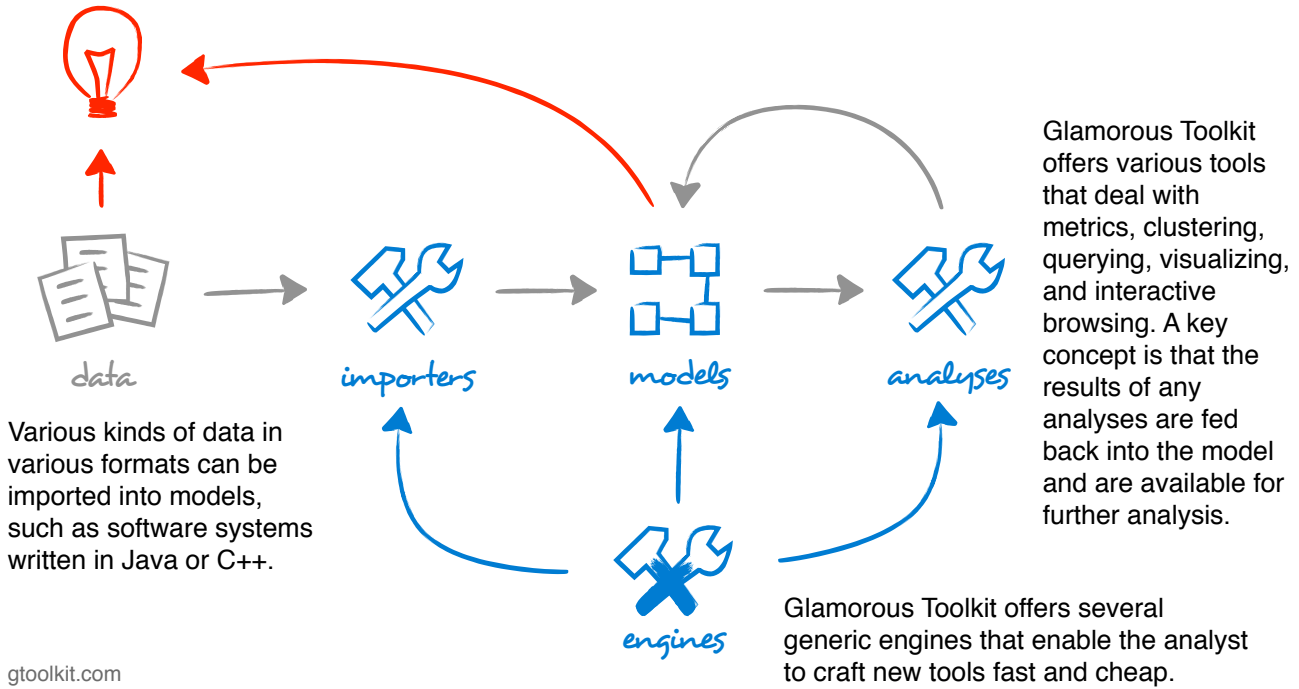 Glamorous Toolkit
offers various tools
that deal with
metrics, clustering,
querying, visualizing,
and interactive
browsing. A key
concept is that the
results of any
analyses are fed
back into the model
and are available for
further analysis.
data
importers
models
analyses
Various kinds of data in
various formats can be
imported into models,
such as software systems
written in Java or C++.
engines
Glamorous Toolkit offers several
generic engines that enable the analyst
to craft new tools fast and cheap.
gtoolkit.com